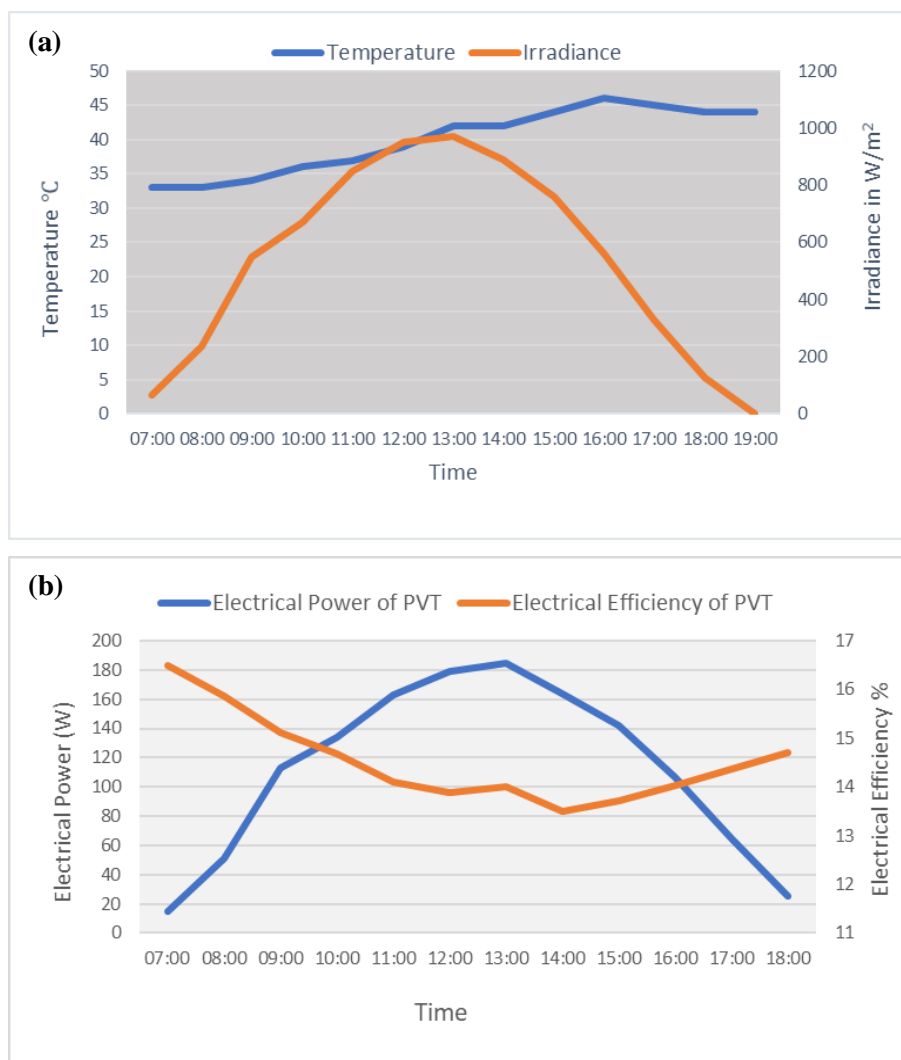 (a)
Temperature Irradiance
50 1200
45
40 1000
35
30 800
25 600
20
15 400
10 200
5
0 0
Temperature °C
Irradiance in W/m²
07:00 08:00 09:00 10:00 11:00 12:00 13:00 14:00 15:00 16:00 17:00 18:00 19:00
Time
(b)
Electrical Power of PVT Electrical Efficiency of PVT
200 17
180
160 16
140 15
120
100 14
80
60 13
40 12
20
0 11
Electrical Power (W)
Electrical Efficiency %
07:00 08:00 09:00 10:00 11:00 12:00 13:00 14:00 15:00 16:00 17:00 18:00
Time